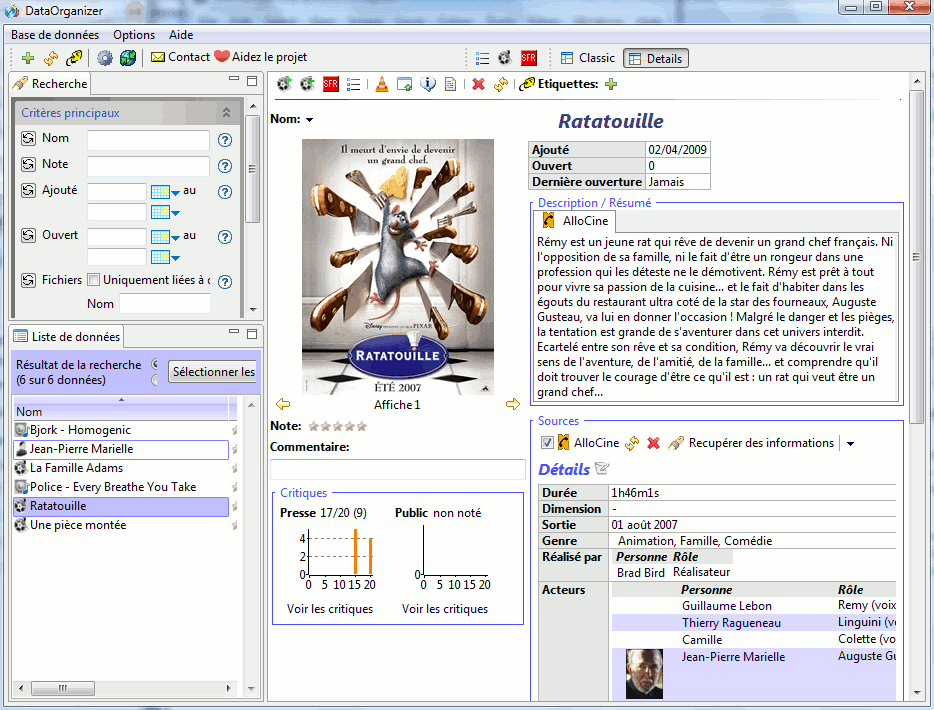 DataOrganizer
Base de données Options Aide
Contact Aidez le projet SFR Classic Details
Recherche
Critères principaux
Nom
Note
Ajouté au
Ouvert au
Fichiers Uniquement liées à
Nom
Liste de données
Résultat de la recherche
(6 sur 6 données)
Sélectionner les
Nom
Bjork - Homogenic
Jean-Pierre Marielle
La Famille Adams
Police - Every Breathe You Take
Ratatouille
Une pièce montée
SFR Etiquettes:
Nom:
Il meurt d'envie de devenir
un grand chef.
Disney PIXAR
RATATOUILLE
ÉTÉ 2007
Affiche 1
Note:
Commentaire:
Critiques
Presse 17/20 (9) Public non noté
4
2
0 0
0 5 10 15 20 0 5 10 15 20
Voir les critiques Voir les critiques
Ratatouille
Ajouté 02/04/2009
Ouvert 0
Dernière ouverture Jamais
Description / Résumé
AlloCine
Rémy est un jeune rat qui rêve de devenir un grand chef français. Ni
l'opposition de sa famille, ni le fait d'être un rongeur dans une
profession qui les déteste ne le démotivent. Rémy est prêt à tout
pour vivre sa passion de la cuisine... et le fait d'habiter dans les
égouts du restaurant ultra coté de la star des fourneaux, Auguste
Gusteau, va lui en donner l'occasion ! Malgré le danger et les pièges,
la tentation est grande de s'aventurer dans cet univers interdit.
Ecartelé entre son rêve et sa condition, Rémy va découvrir le vrai
sens de l'aventure, de l'amitié, de la famille... et comprendre qu'il
doit trouver le courage d'être ce qu'il est : un rat qui veut être un
grand chef...
Sources
AlloCine Recupérer des informations
Détails
Durée 1h46m1s
Dimension -
Sortie 01 août 2007
Genre Animation, Famille, Comédie
Réalisé par Personne Rôle
Brad Bird Réalisateur
Acteurs Personne Rôle
Guillaume Lebon Remy (voix
Thierry Ragueneau Linguini (v
Camille Colette (vo
Jean-Pierre Marielle Auguste Gu